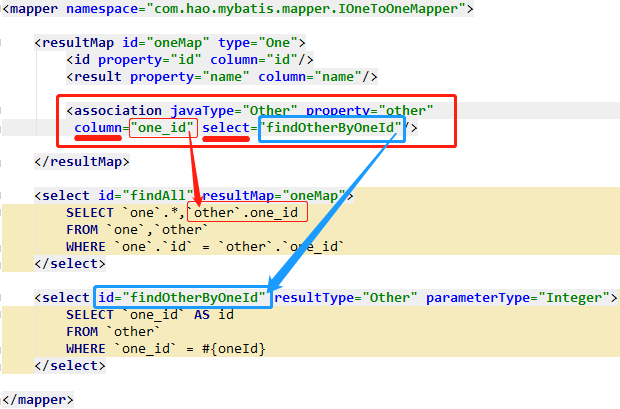 <mapper namespace="com.hao.mybatis.mapper.IOneToOneMapper">
<resultMap id="oneMap" type="One">
<id property="id" column="id"/>
<result property="name" column="name"/>
<association javaType="Other" property="other"
column="one_id" select="findOtherByOneId"/>
</resultMap>
<select id="findAll" resultMap="oneMap">
SELECT `one`.*,`other`.one_id
FROM `one`,`other`
WHERE `one`.`id` = `other`.`one_id`
</select>
<select id="findOtherByOneId" resultType="Other" parameterType="Integer">
SELECT `one_id` AS id
FROM `other`
WHERE `one_id` = #{oneId}
</select>
</mapper>